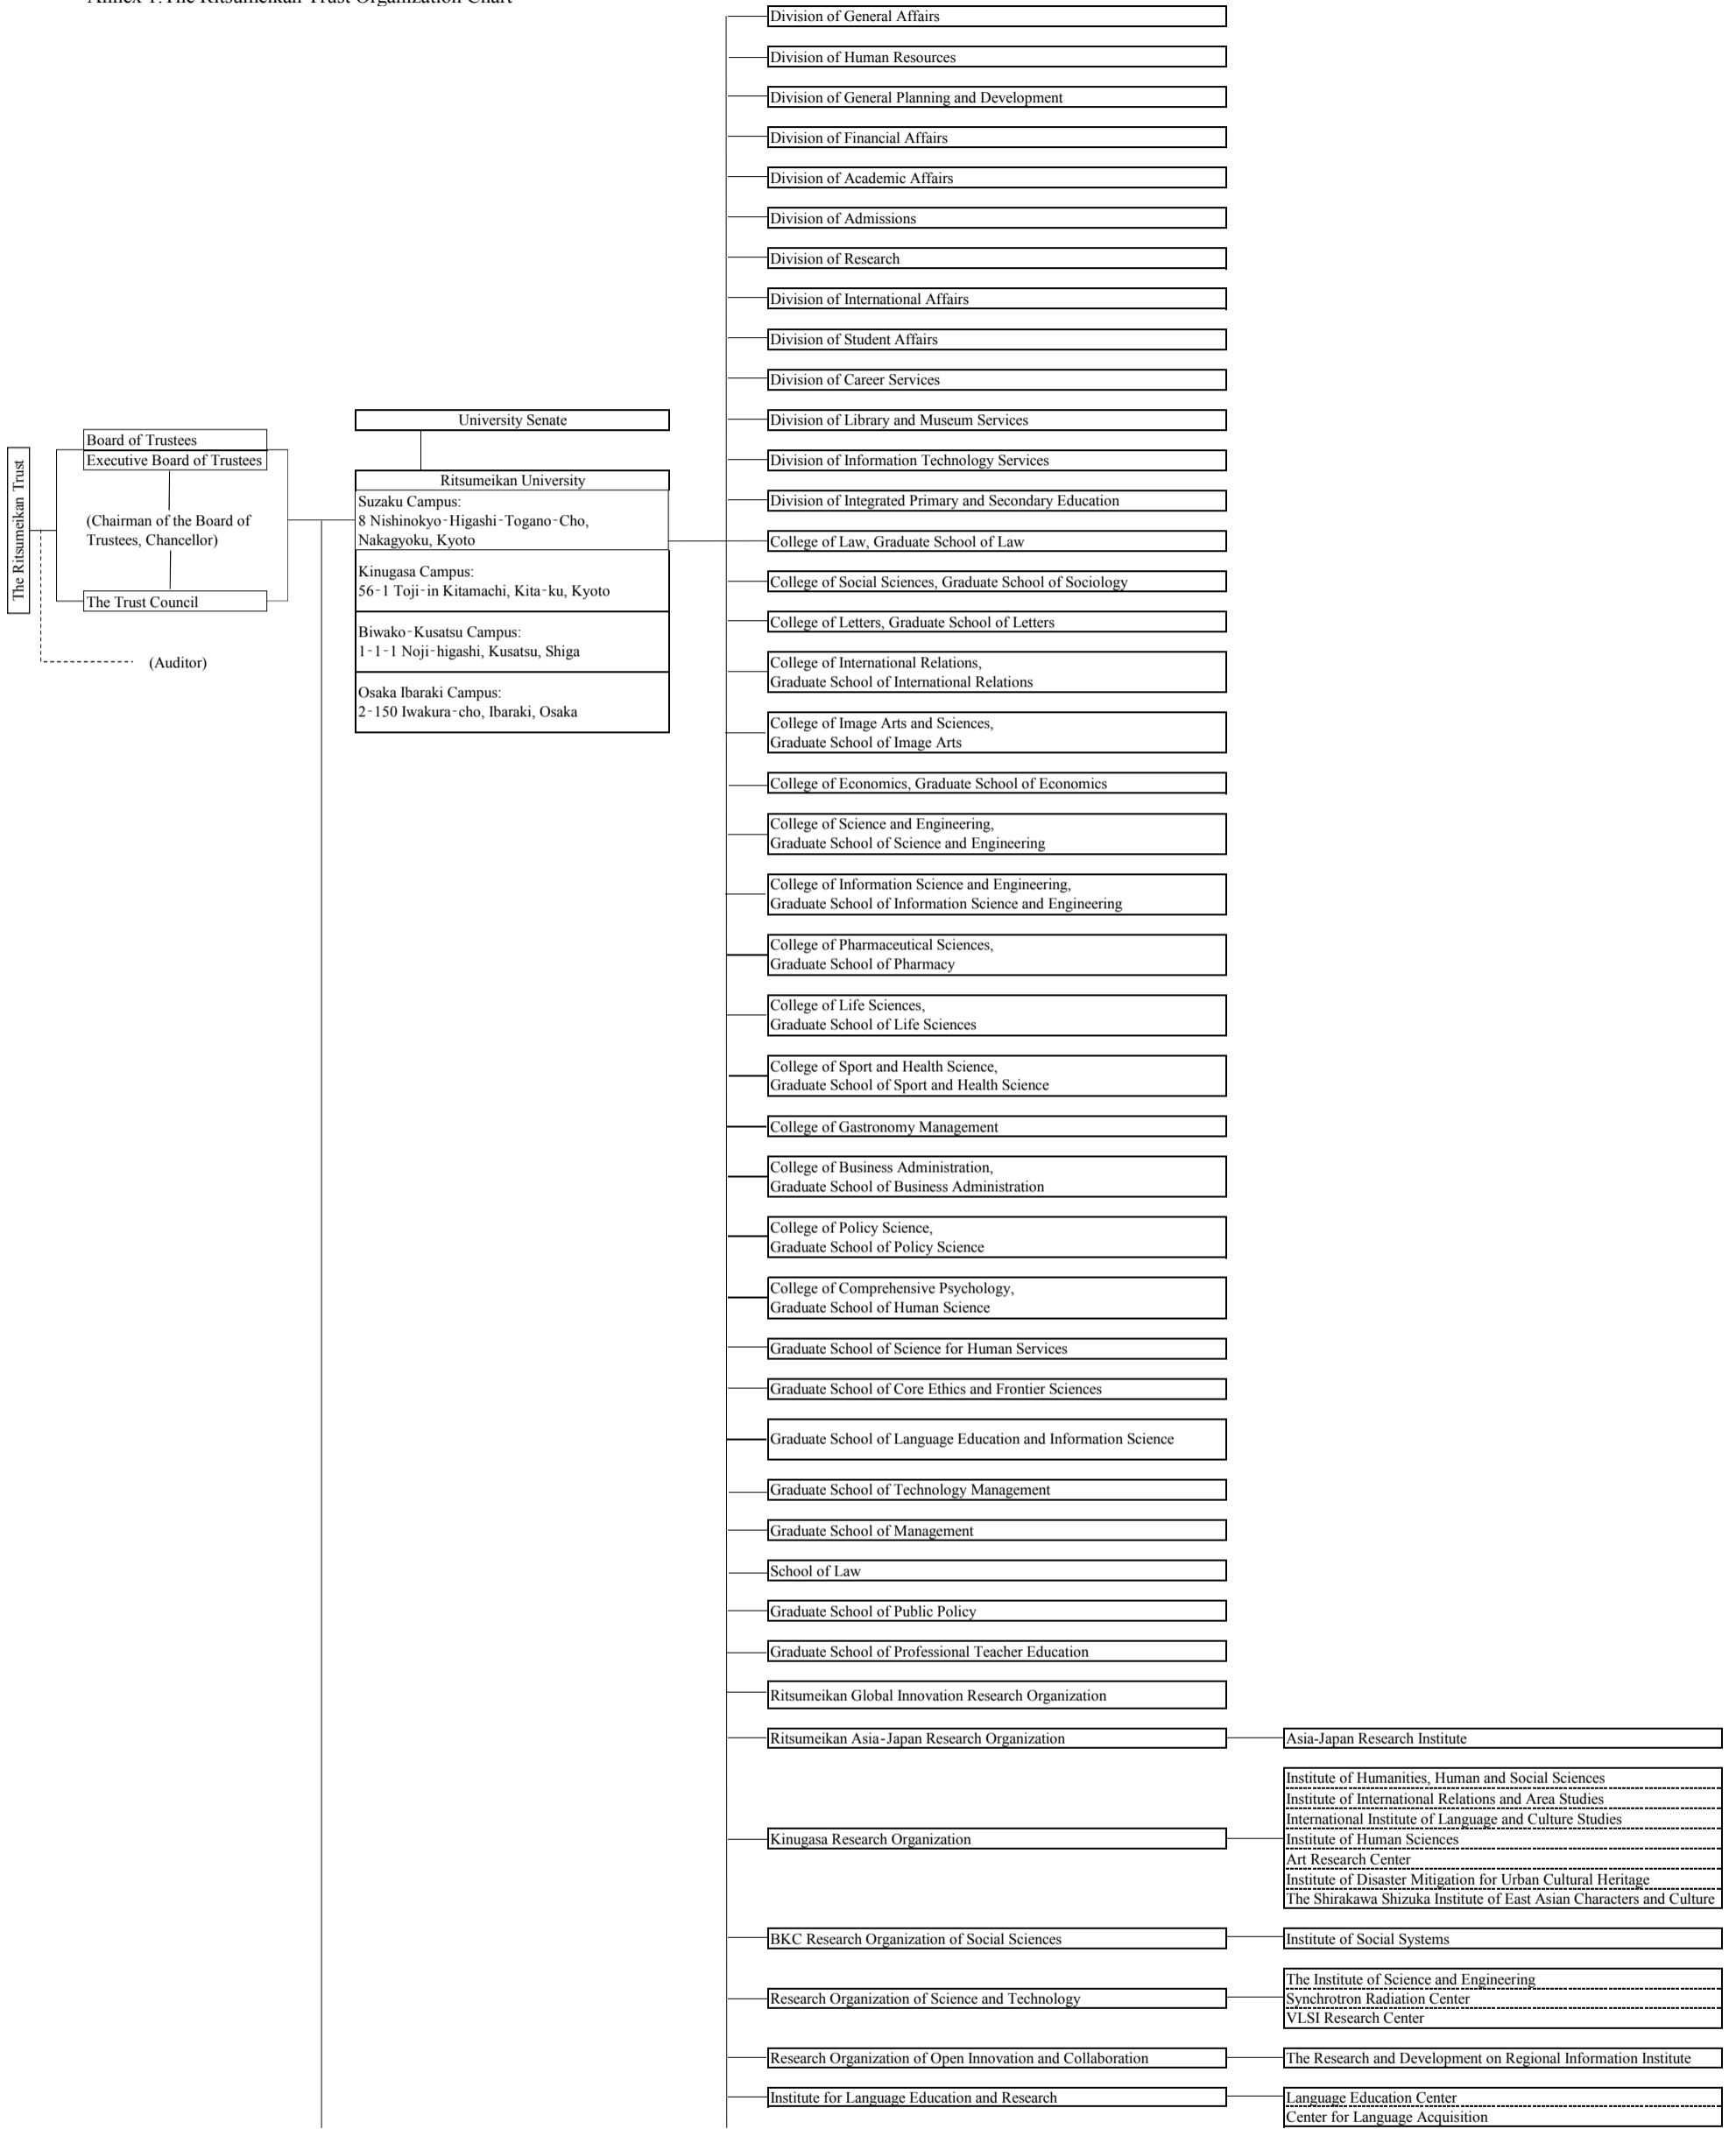 Annex 1.The Ritsumeikan Trust Organization Chart
The Ritsumeikan Trust
Board of Trustees
Executive Board of Trustees
(Chairman of the Board of
Trustees, Chancellor)
The Trust Council
(Auditor)
University Senate
Ritsumeikan University
Suzaku Campus:
8 Nishinokyo-Higashi-Togano-Cho,
Nakagyoku, Kyoto
Kinugasa Campus:
56-1 Toji-in Kitamachi, Kita-ku, Kyoto
Biwako-Kusatsu Campus:
1-1-1 Noji-higashi, Kusatsu, Shiga
Osaka Ibaraki Campus:
2-150 Iwakura-cho, Ibaraki, Osaka
Division of General Affairs
Division of Human Resources
Division of General Planning and Development
Division of Financial Affairs
Division of Academic Affairs
Division of Admissions
Division of Research
Division of International Affairs
Division of Student Affairs
Division of Career Services
Division of Library and Museum Services
Division of Information Technology Services
Division of Integrated Primary and Secondary Education
College of Law, Graduate School of Law
College of Social Sciences, Graduate School of Sociology
College of Letters, Graduate School of Letters
College of International Relations,
Graduate School of International Relations
College of Image Arts and Sciences,
Graduate School of Image Arts
College of Economics, Graduate School of Economics
College of Science and Engineering,
Graduate School of Science and Engineering
College of Information Science and Engineering,
Graduate School of Information Science and Engineering
College of Pharmaceutical Sciences,
Graduate School of Pharmacy
College of Life Sciences,
Graduate School of Life Sciences
College of Sport and Health Science,
Graduate School of Sport and Health Science
College of Gastronomy Management
College of Business Administration,
Graduate School of Business Administration
College of Policy Science,
Graduate School of Policy Science
College of Comprehensive Psychology,
Graduate School of Human Science
Graduate School of Science for Human Services
Graduate School of Core Ethics and Frontier Sciences
Graduate School of Language Education and Information Science
Graduate School of Technology Management
Graduate School of Management
School of Law
Graduate School of Public Policy
Graduate School of Professional Teacher Education
Ritsumeikan Global Innovation Research Organization
Ritsumeikan Asia-Japan Research Organization
Asia-Japan Research Institute
Kinugasa Research Organization
Institute of Humanities, Human and Social Sciences
Institute of International Relations and Area Studies
International Institute of Language and Culture Studies
Institute of Human Sciences
Art Research Center
Institute of Disaster Mitigation for Urban Cultural Heritage
The Shirakawa Shizuka Institute of East Asian Characters and Culture
BKC Research Organization of Social Sciences
Institute of Social Systems
Research Organization of Science and Technology
The Institute of Science and Engineering
Synchrotron Radiation Center
VLSI Research Center
Research Organization of Open Innovation and Collaboration
The Research and Development on Regional Information Institute
Institute for Language Education and Research
Language Education Center
Center for Language Acquisition